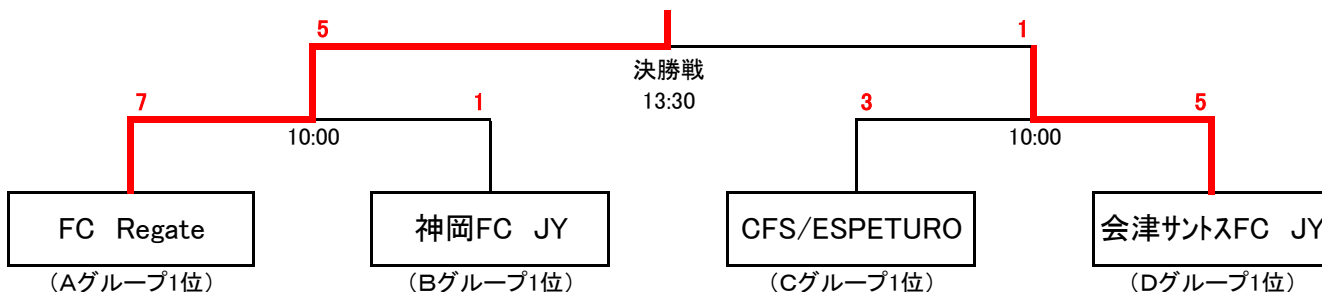 5
1
決勝戦
13:30
7
1
3
5
10:00
10:00
FC　Regate
神岡FC　JY
CFS/ESPETURO
会津サントスFC　JY
（Aグループ1位）
（Bグループ1位）
（Cグループ1位）
（Dグループ1位）